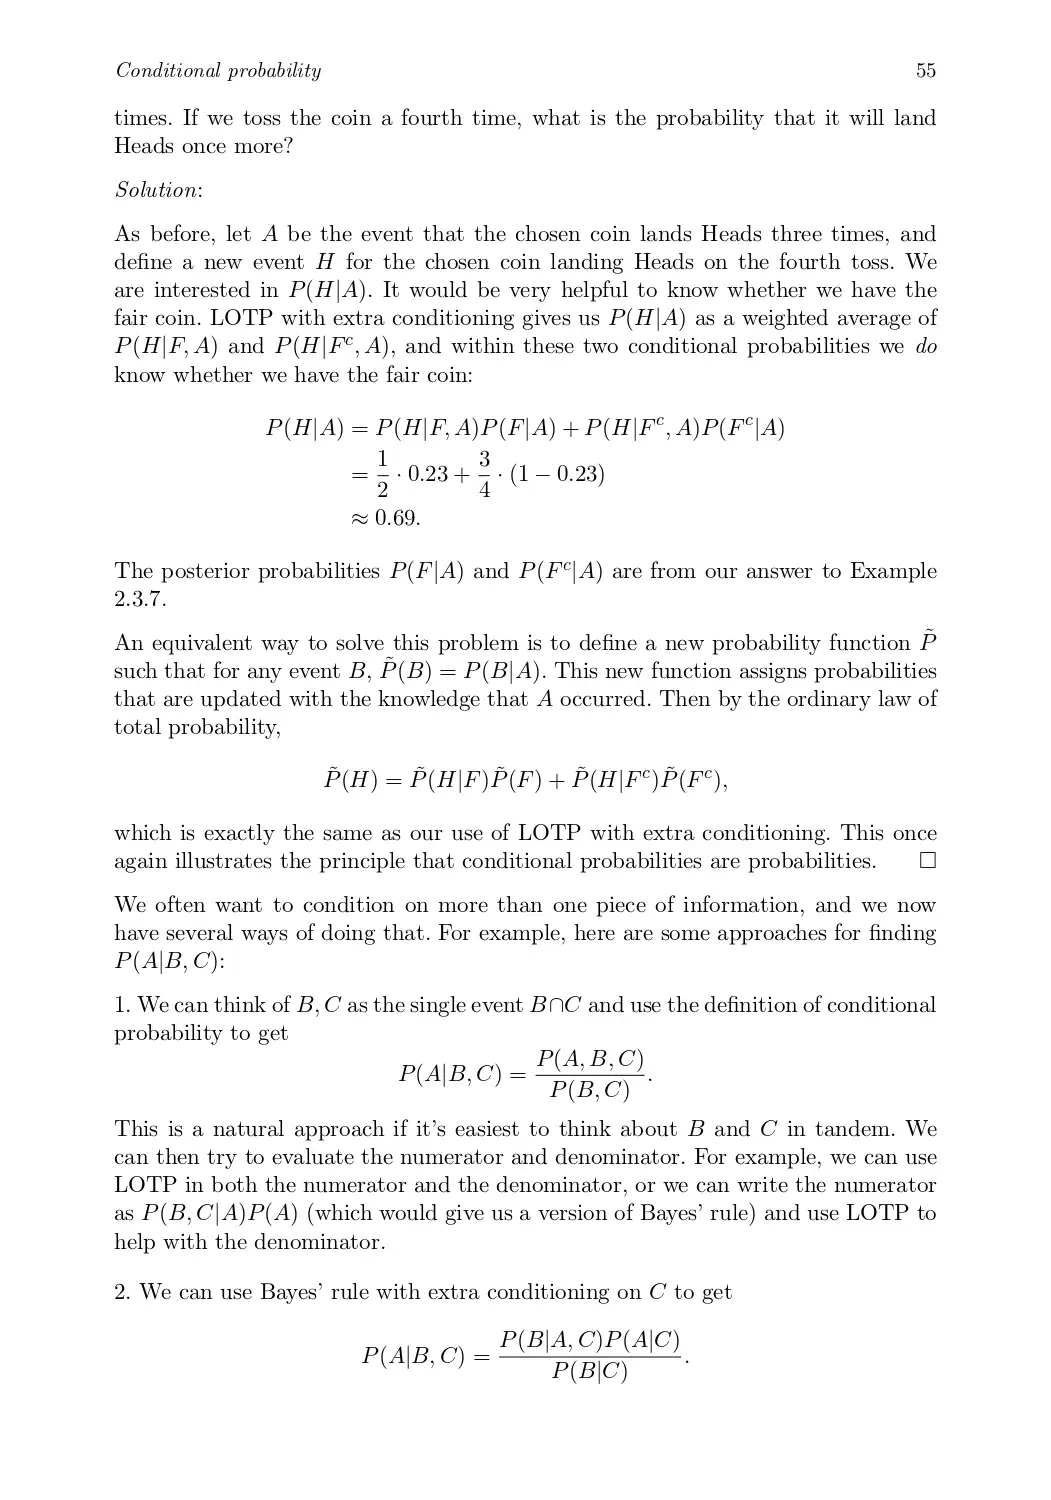 Conditional probability 55
times. If we toss the coin a fourth time, what is the probability that it will land
Heads once more?
Solution:
As before, let A be the event that the chosen coin lands Heads three times, and
define a new event H for the chosen coin landing Heads on the fourth toss. We
are interested in P(H|A). It would be very helpful to know whether we have the
fair coin. LOTP with extra conditioning gives us P(H|A) as a weighted average of
P(H|F, A) and P(H|Fᶜ, A), and within these two conditional probabilities we do
know whether we have the fair coin:
P(H|A) = P(H|F, A)P(F|A) + P(H|Fᶜ, A)P(Fᶜ|A)
= 1/2 · 0.23 + 3/4 · (1 − 0.23)
≈ 0.69.
The posterior probabilities P(F|A) and P(Fᶜ|A) are from our answer to Example
2.3.7.
An equivalent way to solve this problem is to define a new probability function P̃
such that for any event B, P̃(B) = P(B|A). This new function assigns probabilities
that are updated with the knowledge that A occurred. Then by the ordinary law of
total probability,
P̃(H) = P̃(H|F)P̃(F) + P̃(H|Fᶜ)P̃(Fᶜ),
which is exactly the same as our use of LOTP with extra conditioning. This once
again illustrates the principle that conditional probabilities are probabilities. □
We often want to condition on more than one piece of information, and we now
have several ways of doing that. For example, here are some approaches for finding
P(A|B, C):
1. We can think of B, C as the single event B∩C and use the definition of conditional
probability to get
P(A|B, C) = P(A, B, C)/P(B, C).
This is a natural approach if it's easiest to think about B and C in tandem. We
can then try to evaluate the numerator and denominator. For example, we can use
LOTP in both the numerator and the denominator, or we can write the numerator
as P(B, C|A)P(A) (which would give us a version of Bayes' rule) and use LOTP to
help with the denominator.
2. We can use Bayes' rule with extra conditioning on C to get
P(A|B, C) = P(B|A, C)P(A|C)/P(B|C).